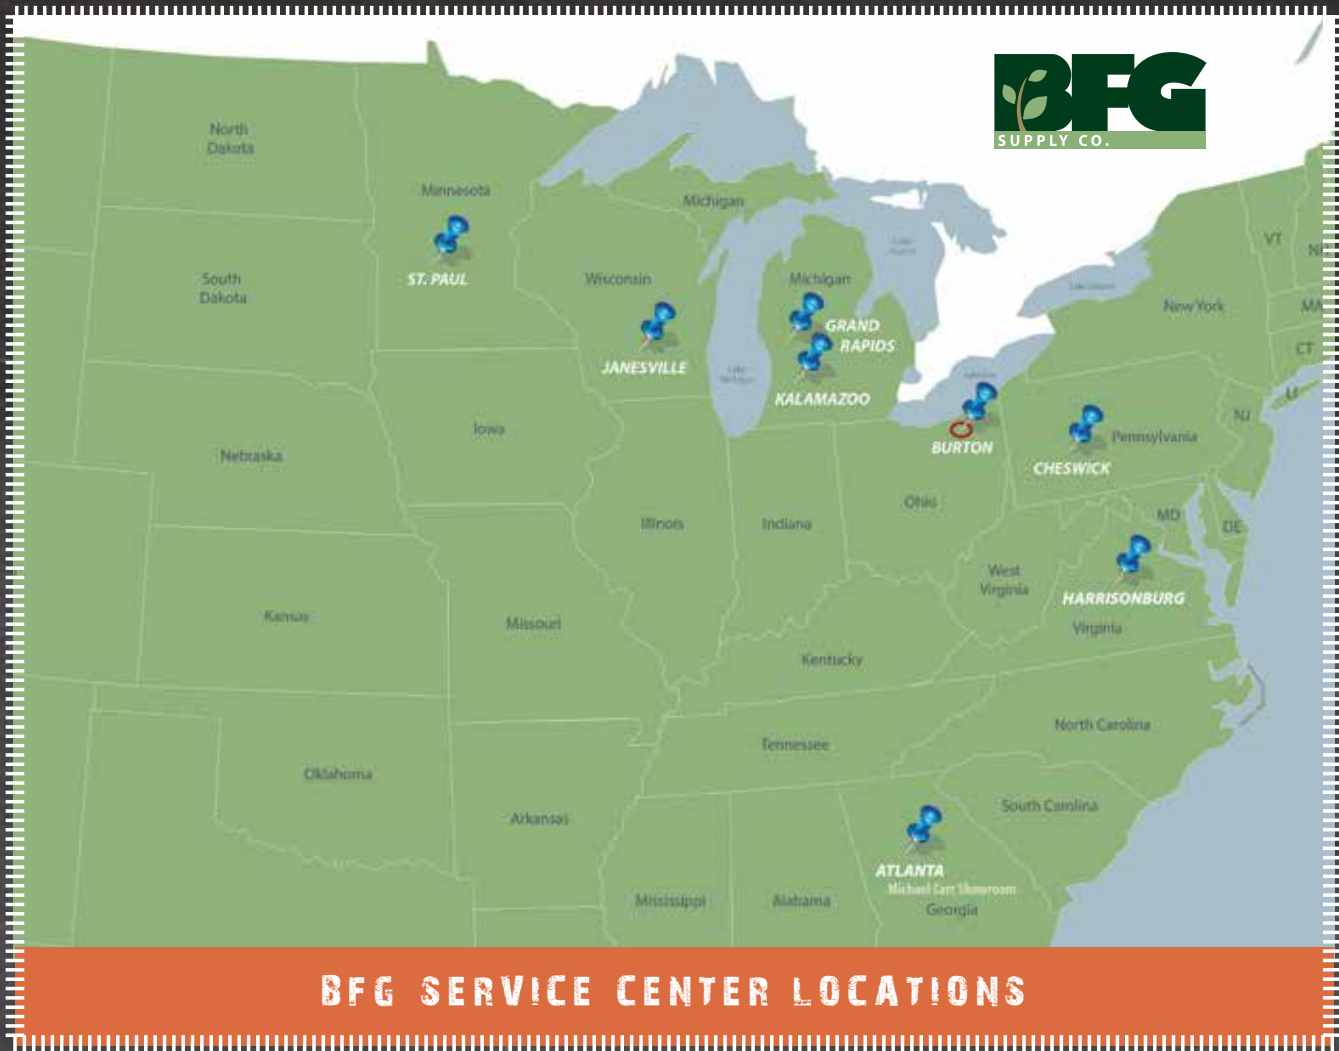 BFG
SUPPLY CO.
North
Dakota
Minnesota
Michigan
ST. PAUL
South
Dakota
Wisconsin
Michigan
VT
New York
MA
GRAND
RAPIDS
JANESVILLE
CT
KALAMAZOO
LI
NJ
Iowa
Nebraska
BURTON
Pennsylvania
CHESWICK
Ohio
Illinois
Indiana
MD
DE
West
Virginia
HARRISONBURG
Kansas
Missouri
Virginia
Kentucky
North Carolina
Tennessee
Oklahoma
South Carolina
Arkansas
ATLANTA
Michael Carr Showroom
Mississippi
Alabama
Georgia
BFG SERVICE CENTER LOCATIONS